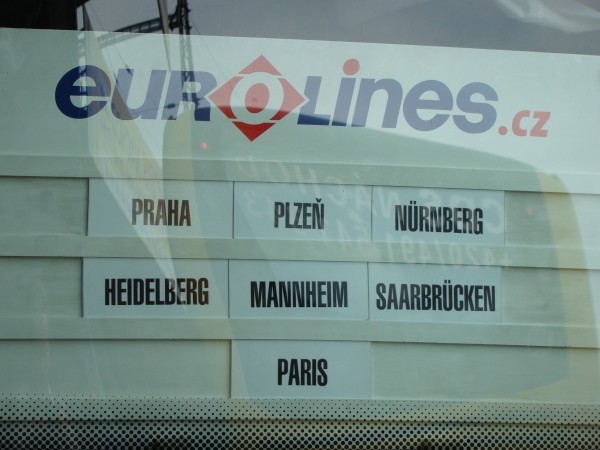 eurolines.cz
PRAHA PLZEŇ NÜRNBERG
HEIDELBERG MANNHEIM SAARBRÜCKEN
PARIS